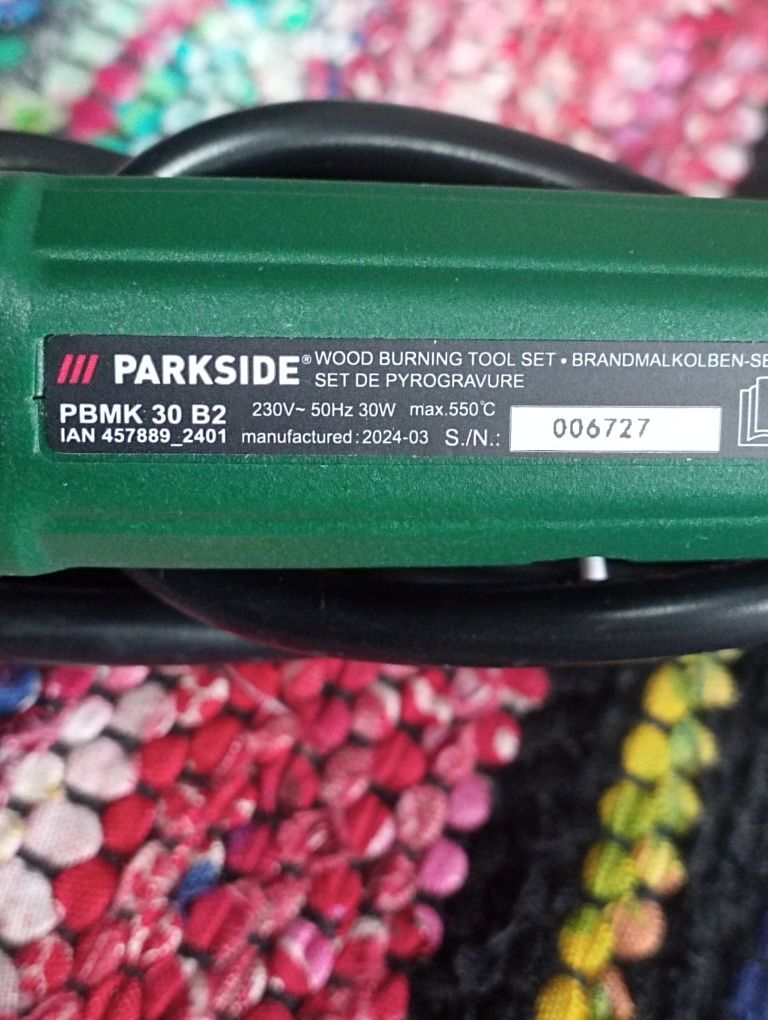 PARKSIDE® WOOD BURNING TOOL SET • BRANDMALKOLBEN-SE
SET DE PYROGRAVURE
PBMK 30 B2 230V~ 50Hz 30W max.550°C
IAN 457889_2401 manufactured: 2024-03 S./N.: 006727